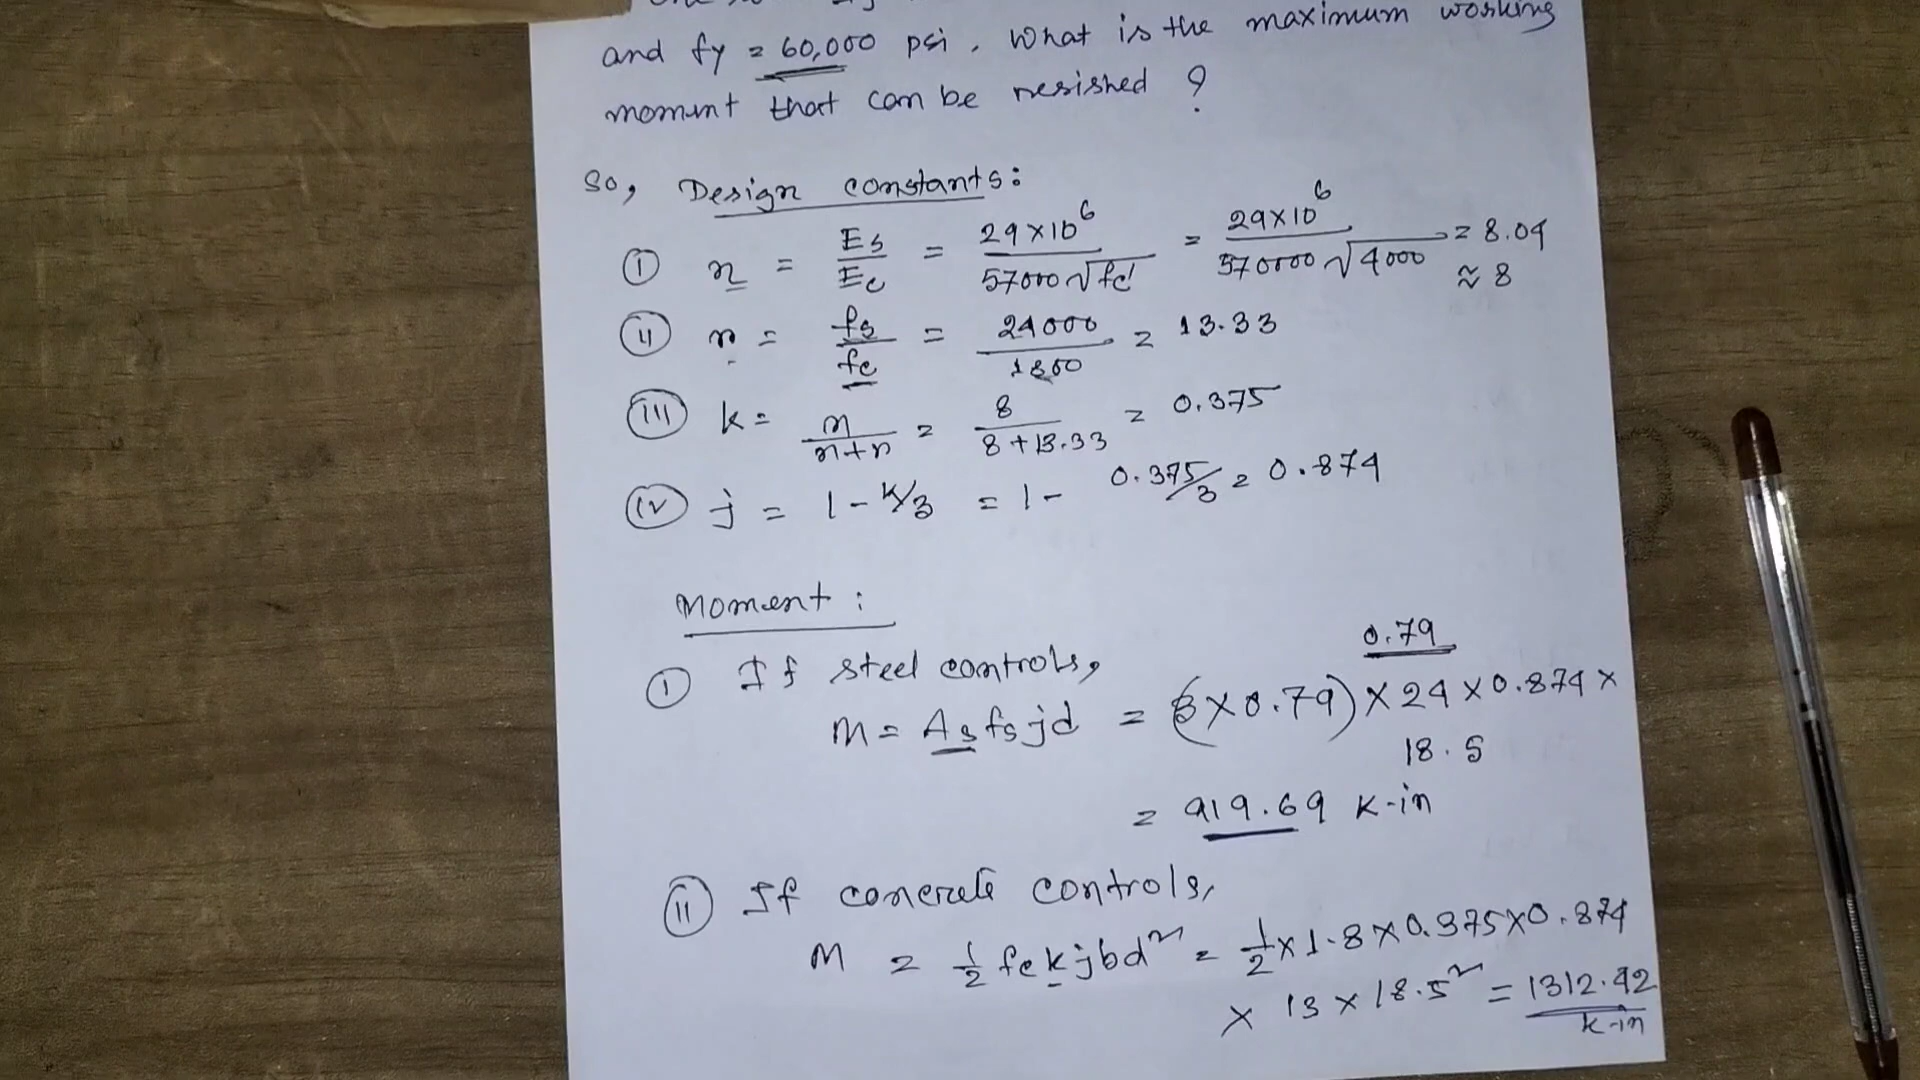 and fy = 60,000 psi. What is the maximum working
moment that can be resisted ?
So, Design constants:
(i) n = Es/Ec = 29×10^6 / 57000√fc' = 29×10^6 / 570000√4000 = 8.04
≈ 8
(ii) r = fs/fc = 24000/1800 = 13.33
(iii) k = n/n+r = 8/8+13.33 = 0.375
(iv) j = 1 - k/3 = 1 - 0.375/3 = 0.874
Moment :
0.79
(i) If steel controls,
M = As fs jd = (3×0.79) × 24 × 0.874 ×
18.5
= 919.69 k-in
(ii) If concrete controls,
M = 1/2 fc k j b d² = 1/2 × 1.8 × 0.375 × 0.874
× 13 × 18.5² = 1312.42
k-in